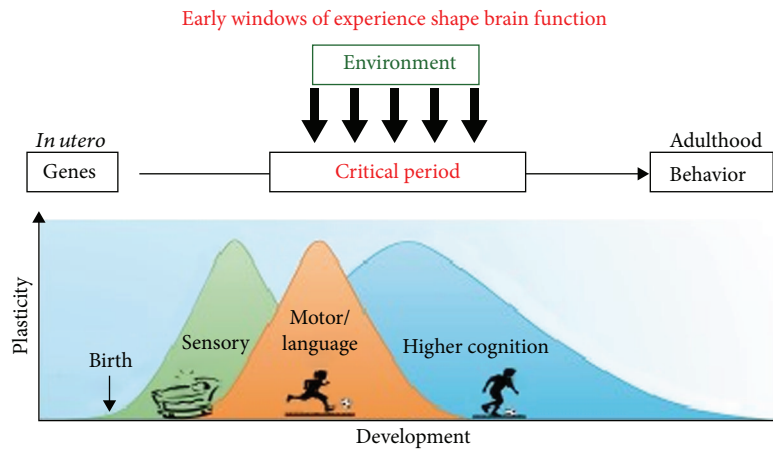 Early windows of experience shape brain function
Environment
In utero
Adulthood
Genes
Critical period
Behavior
Plasticity
Birth
Sensory
Motor/
language
Higher cognition
Development